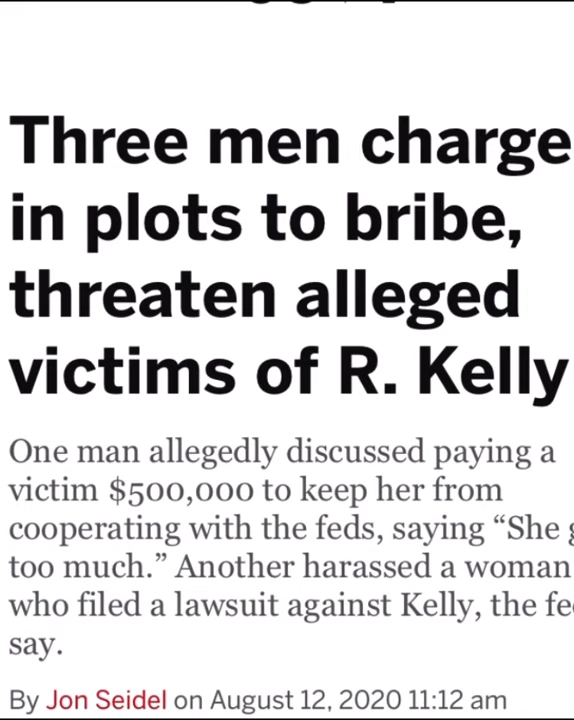 Three men charge
in plots to bribe,
threaten alleged
victims of R. Kelly
One man allegedly discussed paying a
victim $500,000 to keep her from
cooperating with the feds, saying “She
too much.” Another harassed a woman
who filed a lawsuit against Kelly, the
say.
By Jon Seidel on August 12, 2020 11:12 am